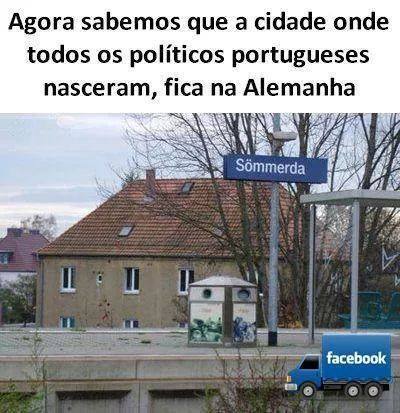 Agora sabemos que a cidade onde
todos os políticos portugueses
nasceram, fica na Alemanha
Sömmerda
facebook